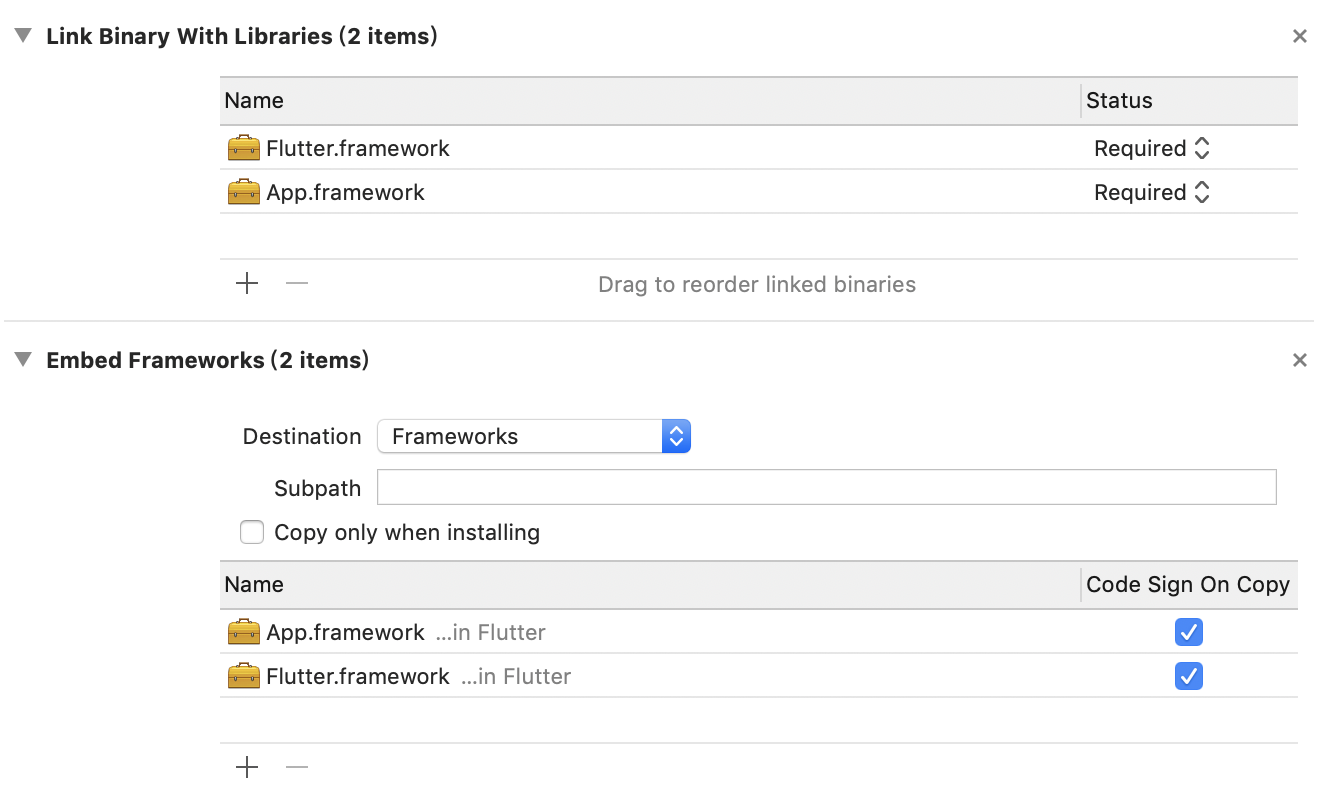 Link Binary With Libraries (2 items)
Name Status
Flutter.framework Required
App.framework Required
Drag to reorder linked binaries
Embed Frameworks (2 items)
Destination Frameworks
Subpath
Copy only when installing
Name Code Sign On Copy
App.framework ...in Flutter
Flutter.framework ...in Flutter